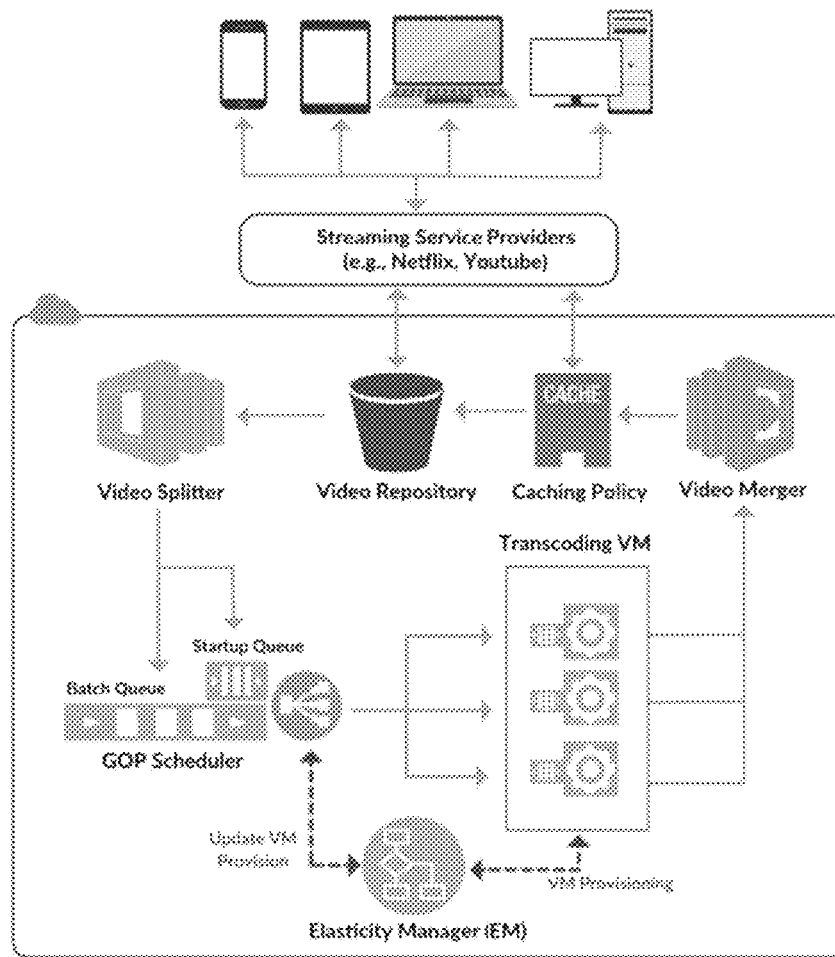 Streaming Service Providers
(e.g., Netflix, Youtube)
CACHE
Video Splitter
Video Repository
Caching Policy
Video Merger
Transcoding VM
Startup Queue
Batch Queue
GOP Scheduler
Update VM
Provision
VM Provisioning
Elasticity Manager (EM)